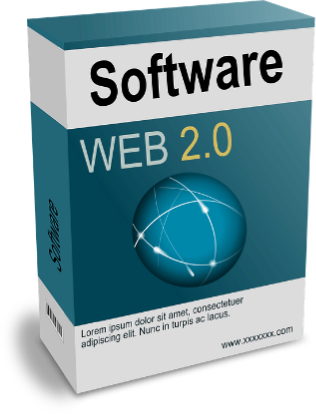 Software
WEB 2.0
Software
Lorem ipsum dolor sit amet, consectetuer
adipiscing elit. Nunc in turpis ac lacus.
www.xxxxxxx.com